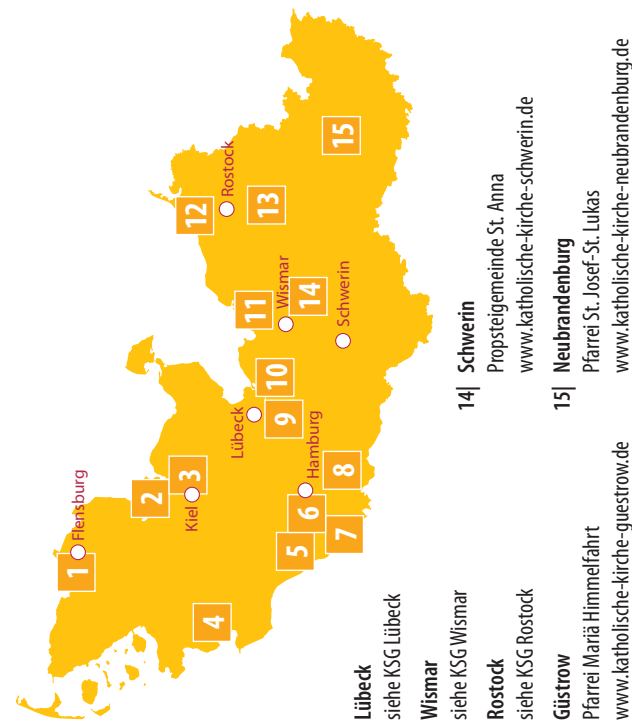 1
Flensburg
2
3
Kiel
4
5
6
7
8
Hamburg
9
10
Lübeck
11
Wismar
14
Schwerin
12
Rostock
13
15
Lübeck
siehe KSG Lübeck
Wismar
siehe KSG Wismar
Rostock
siehe KSG Rostock
Güstrow
Pfarrei Mariä Himmelfahrt
www.katholische-kirche-guestrow.de
14| Schwerin
Propsteigemeinde St. Anna
www.katholische-kirche-schwerin.de
15| Neubrandenburg
Pfarrei St. Josef-St. Lukas
www.katholische-kirche-neubrandenburg.de